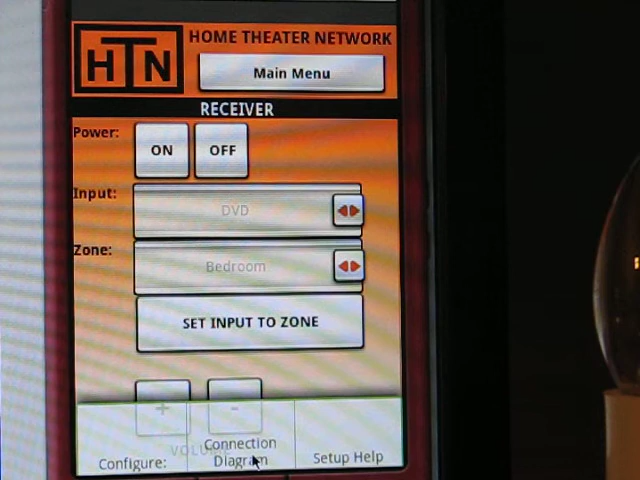 HTN
HOME THEATER NETWORK
Main Menu
RECEIVER
Power:
ON
OFF
Input:
DVD
Zone:
Bedroom
SET INPUT TO ZONE
+
-
VOLUME
Configure:
Connection
Diagram
Setup Help